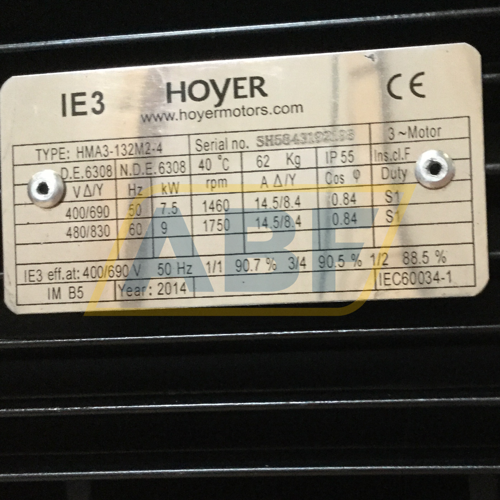 IE3 HOYER CE
www.hoyermotors.com
TYPE: HMA3-132M2-4 Serial no. 3~Motor
D.E.6308 N.D.E.6308 40 °C 62 Kg IP 55 Ins.cl.F
V Δ/Y Hz kW rpm A Δ/Y Cos φ Duty
400/690 50 7.5 1460 14.5/8.4 0.84 S1
480/830 60 9 1750 14.5/8.4 0.84 S1
IE3 eff.at: 400/690 V 50 Hz 1/1 90.7 % 3/4 90.5 % 1/2 88.5 %
IM B5 Year: 2014 IEC60034-1
ABF